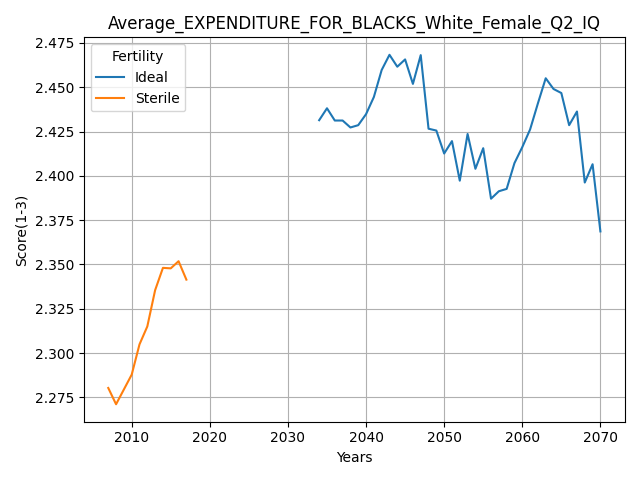 Average_EXPENDITURE_FOR_BLACKS_White_Female_Q2_IQ
Fertility
Ideal
Sterile
Score(1-3)
2.475
2.450
2.425
2.400
2.375
2.350
2.325
2.300
2.275
2010 2020 2030 2040 2050 2060 2070
Years